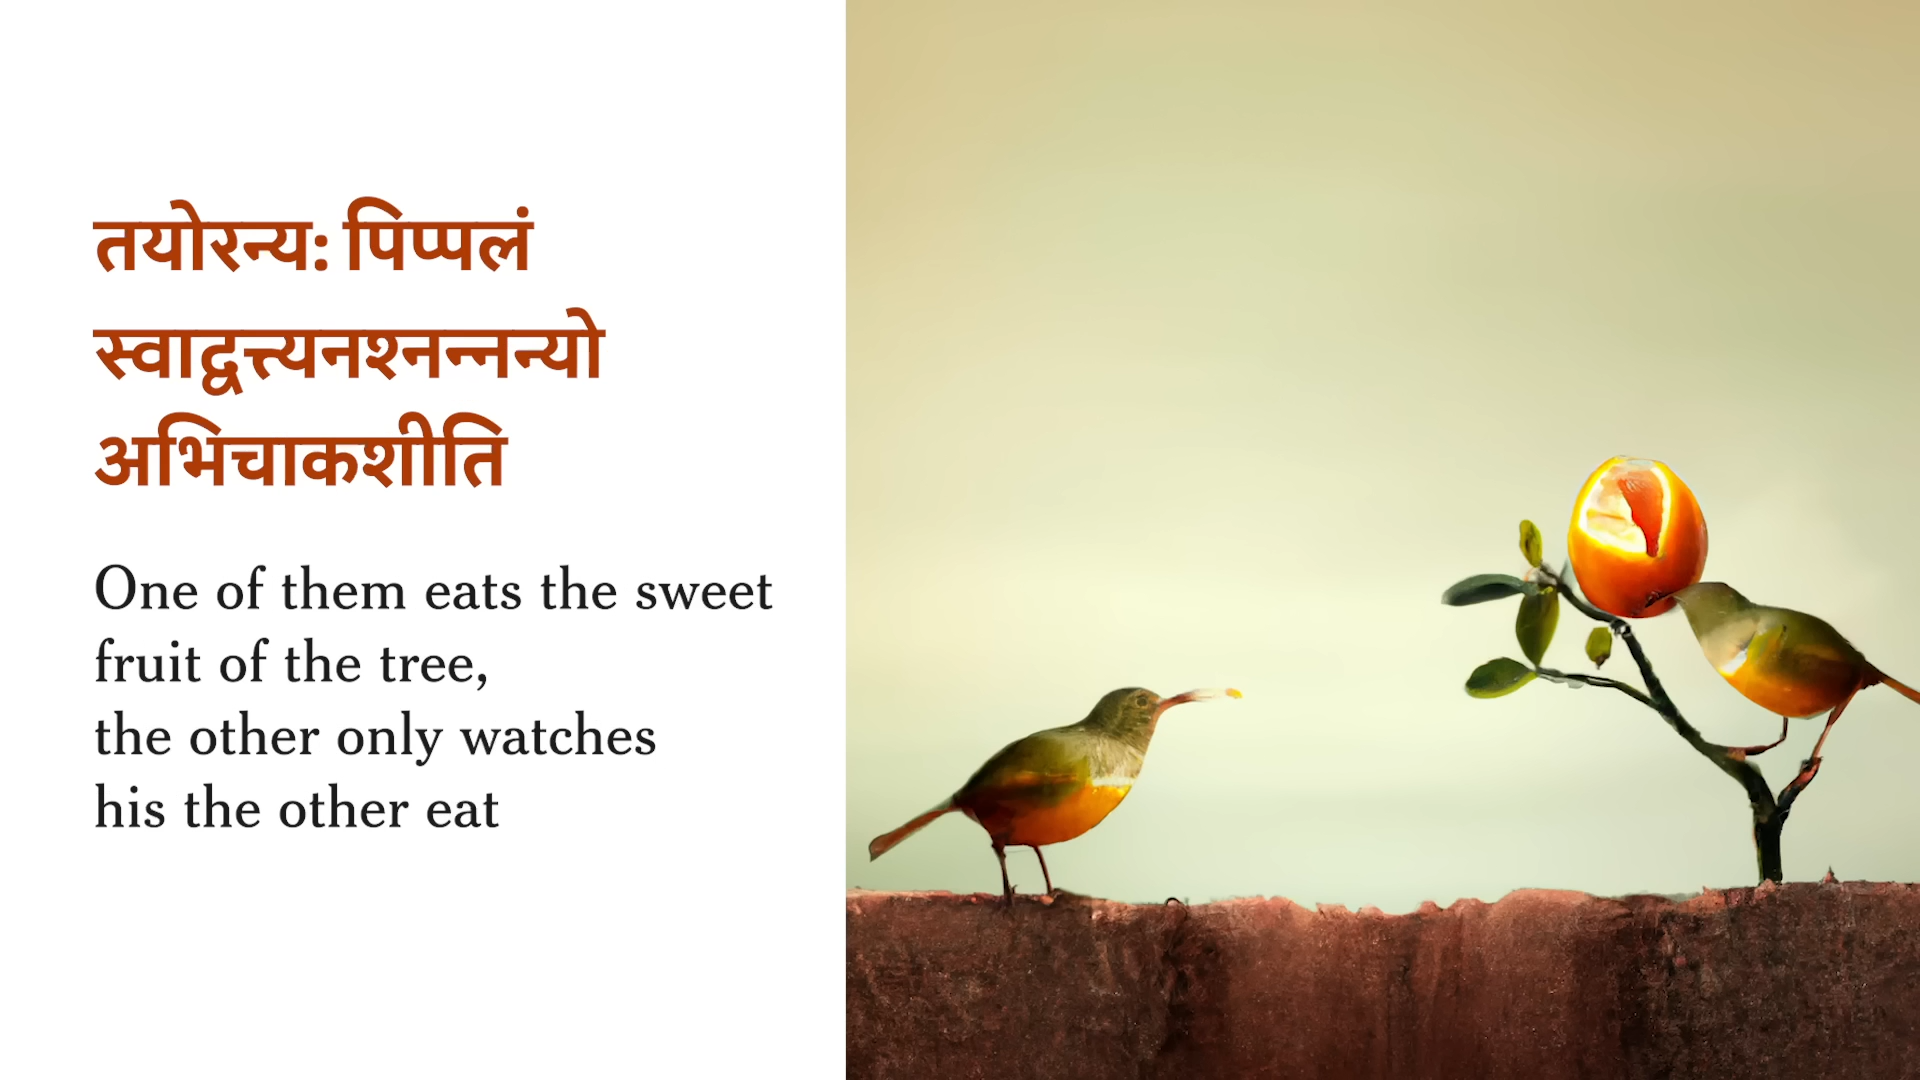 तयोरन्य: पिप्पलं
स्वाद्वत्त्यनश्नन्नन्यो
अभिचाकशीति
One of them eats the sweet
fruit of the tree,
the other only watches
his the other eat